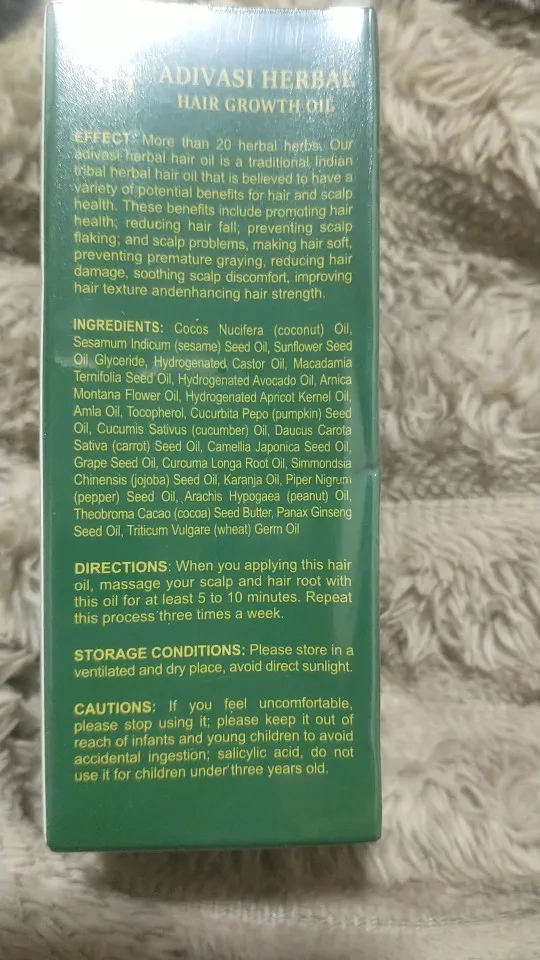 ADIVASI HERBAL
HAIR GROWTH OIL
EFFECT: More than 20 herbal herbs. Our
adivasi herbal hair oil is a traditional Indian
tribal herbal hair oil that is believed to have a
variety of potential benefits for hair and scalp
health. These benefits include promoting hair
health; reducing hair fall; preventing scalp
flaking; and scalp problems, making hair soft,
preventing premature graying, reducing hair
damage, soothing scalp discomfort, improving
hair texture andenhancing hair strength.
INGREDIENTS: Cocos Nucifera (coconut) Oil,
Sesamum Indicum (sesame) Seed Oil, Sunflower Seed
Oil Glyceride, Hydrogenated Castor Oil, Macadamia
Ternifolia Seed Oil, Hydrogenated Avocado Oil, Arnica
Montana Flower Oil, Hydrogenated Apricot Kernel Oil,
Amla Oil, Tocopherol, Cucurbita Pepo (pumpkin) Seed
Oil, Cucumis Sativus (cucumber) Oil, Daucus Carota
Sativa (carrot) Seed Oil, Camellia Japonica Seed Oil,
Grape Seed Oil, Curcuma Longa Root Oil, Simmondsia
Chinensis (jojoba) Seed Oil, Karanja Oil, Piper Nigrum
(pepper) Seed Oil, Arachis Hypogaea (peanut) Oil,
Theobroma Cacao (cocoa) Seed Butter, Panax Ginseng
Seed Oil, Triticum Vulgare (wheat) Germ Oil
DIRECTIONS: When you applying this hair
oil, massage your scalp and hair root with
this oil for at least 5 to 10 minutes. Repeat
this process three times a week.
STORAGE CONDITIONS: Please store in a
ventilated and dry place, avoid direct sunlight.
CAUTIONS: If you feel uncomfortable,
please stop using it; please keep it out of
reach of infants and young children to avoid
accidental ingestion; salicylic acid, do not
use it for children under three years old.